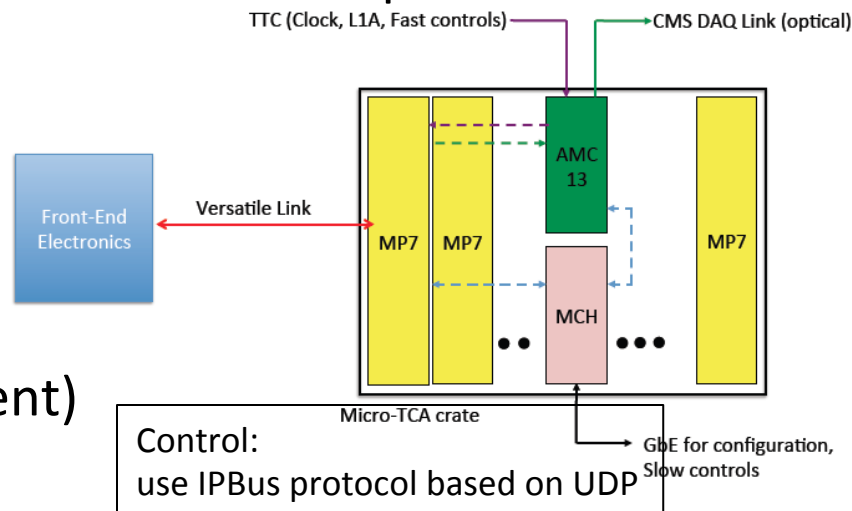 TTC (Clock, L1A, Fast controls)
CMS DAQ Link (optical)
AMC
13
Front-End
Electronics
Versatile Link
MP7
MP7
MP7
MCH
ent)
Micro-TCA crate
GbE for configuration,
Slow controls
Control:
use IPBus protocol based on UDP